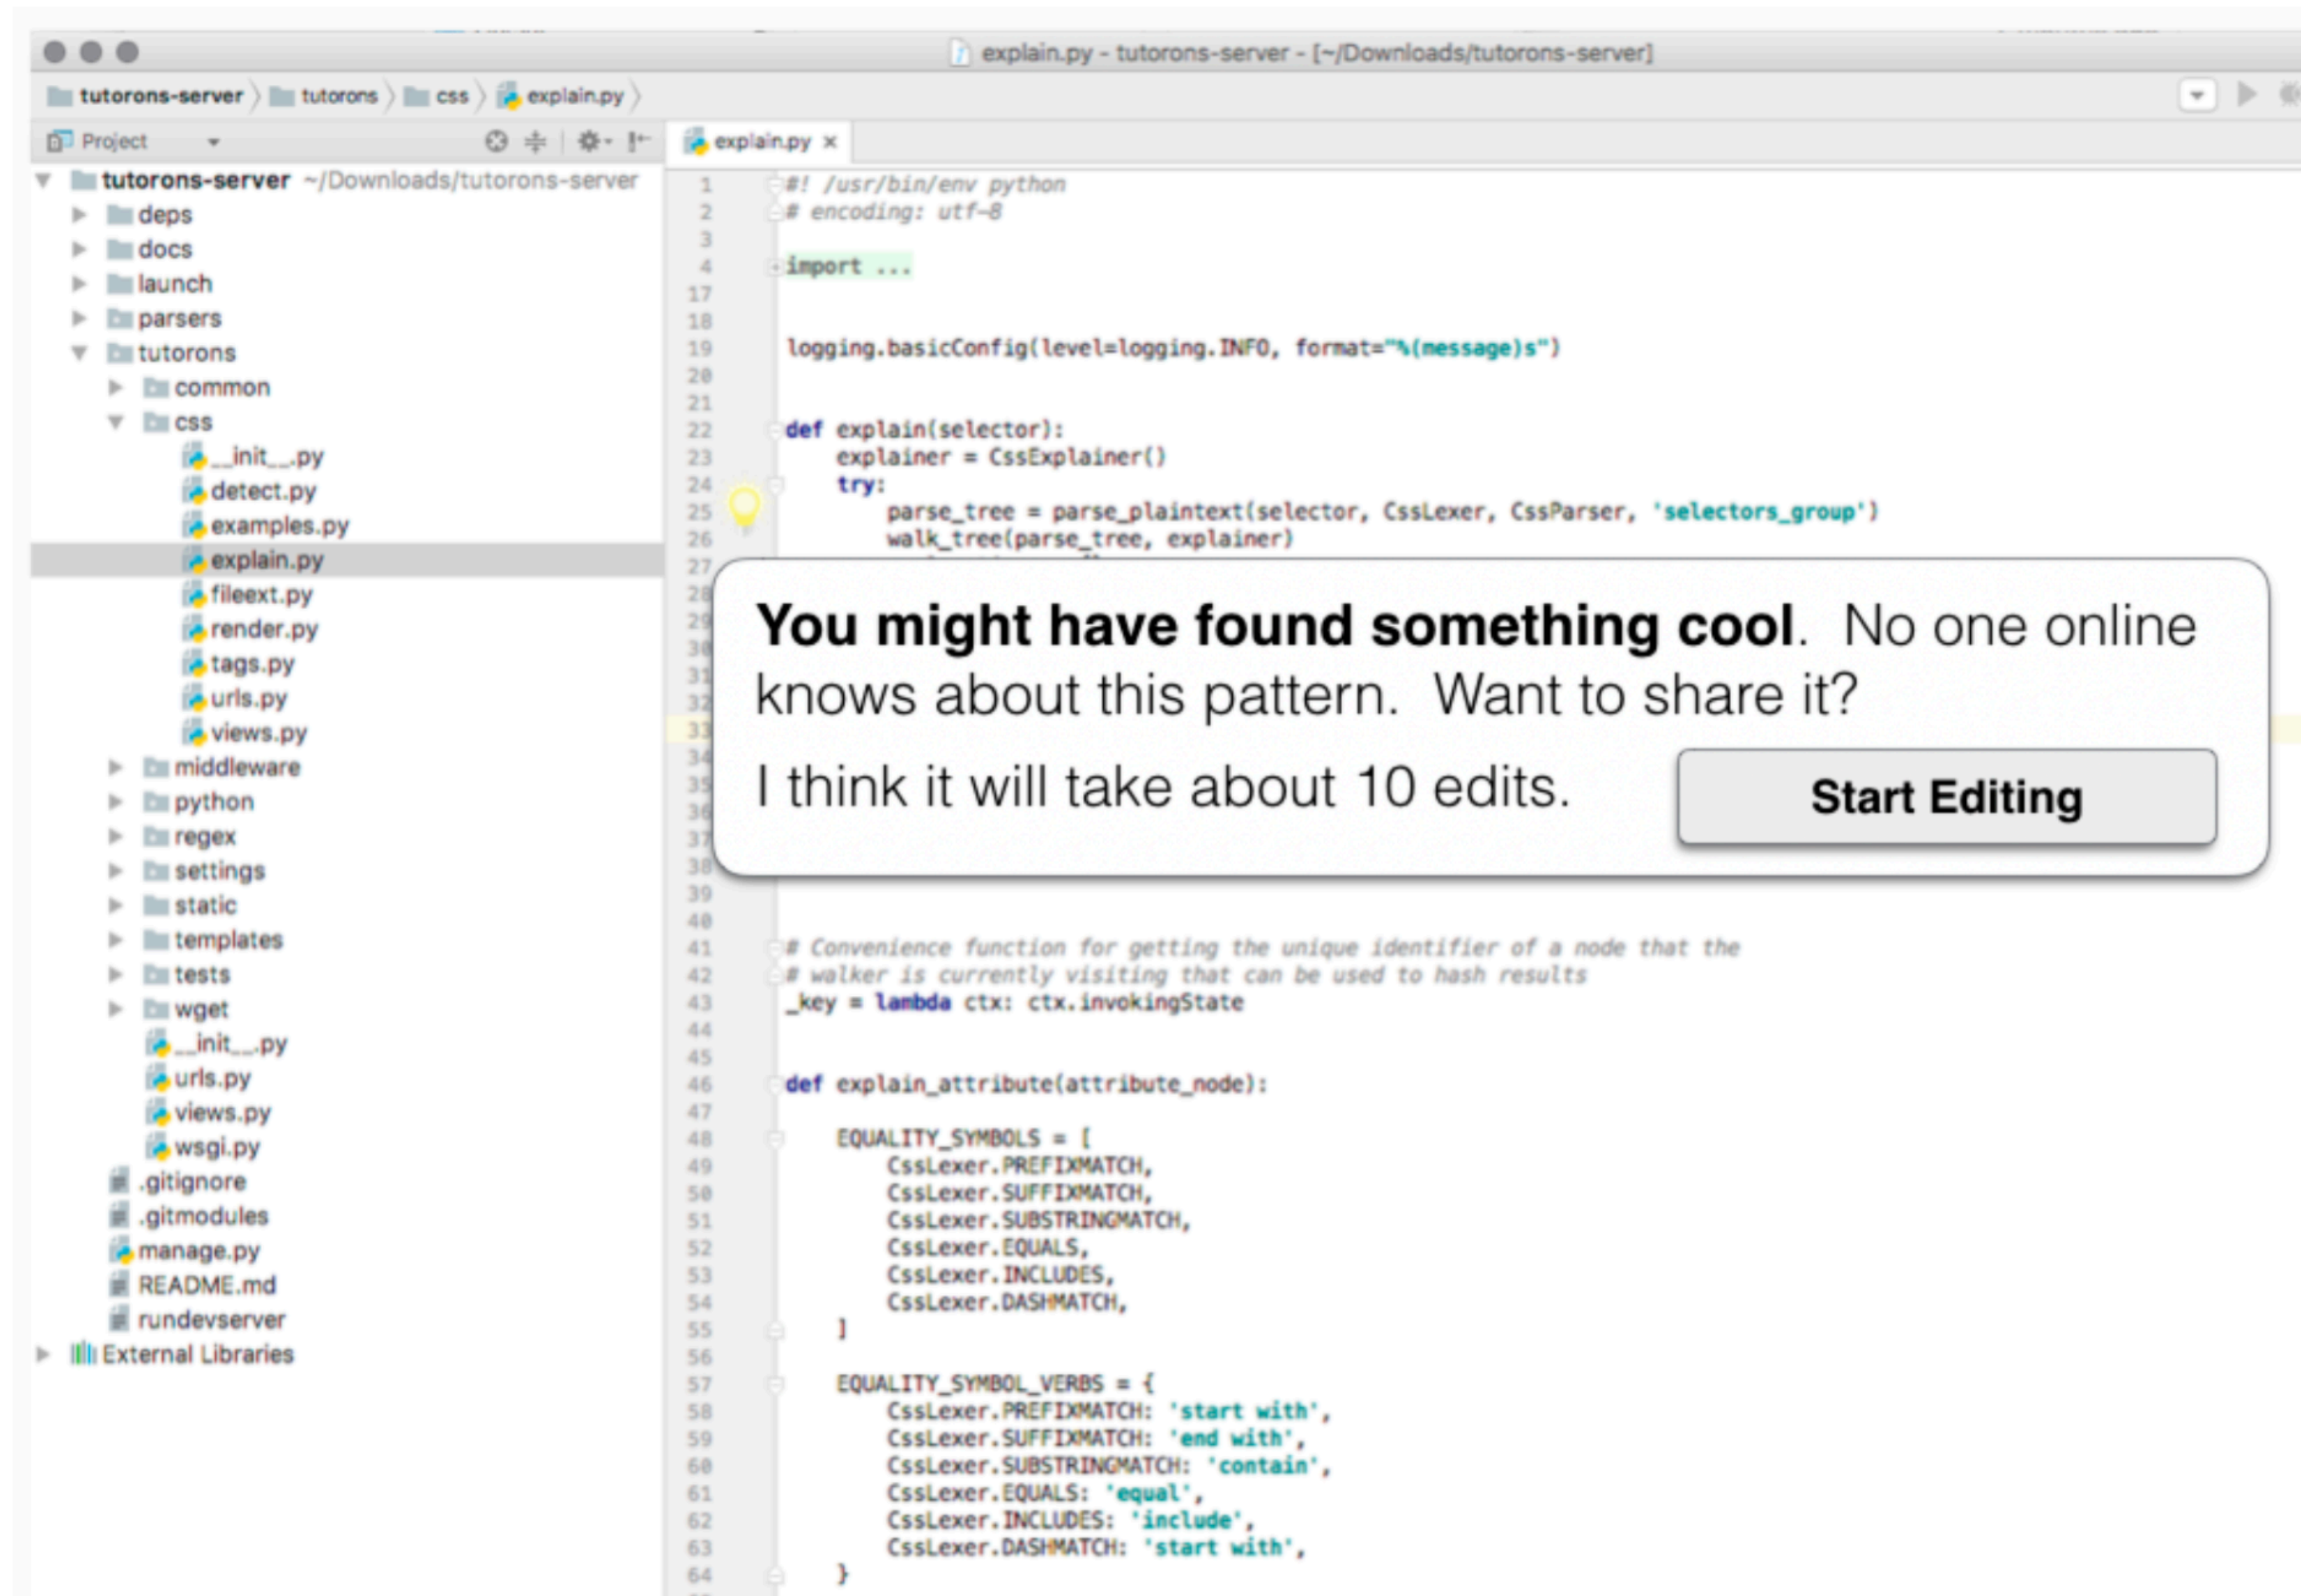 explain.py - tutorons-server - [~/Downloads/tutorons-server]
tutorons-server tutorons css explain.py
Project
explain.py
tutorons-server ~/Downloads/tutorons-server
deps
docs
launch
parsers
tutorons
common
css
__init__.py
detect.py
examples.py
explain.py
fileext.py
render.py
tags.py
urls.py
views.py
middleware
python
regex
settings
static
templates
tests
wget
__init__.py
urls.py
views.py
wsgi.py
.gitignore
.gitmodules
manage.py
README.md
rundevserver
External Libraries
1 #! /usr/bin/env python
2 # encoding: utf-8
3
4 import ...
17
18
19 logging.basicConfig(level=logging.INFO, format="%(message)s")
20
21
22 def explain(selector):
23 explainer = CssExplainer()
24 try:
25 parse_tree = parse_plaintext(selector, CssLexer, CssParser, 'selectors_group')
26 walk_tree(parse_tree, explainer)
27
28
29
30
31
32
33
34
35
36
37
38
You might have found something cool. No one online
knows about this pattern. Want to share it?
I think it will take about 10 edits.
Start Editing
39
40
41 # Convenience function for getting the unique identifier of a node that the
42 # walker is currently visiting that can be used to hash results
43 _key = lambda ctx: ctx.invokingState
44
45
46 def explain_attribute(attribute_node):
47
48 EQUALITY_SYMBOLS = [
49 CssLexer.PREFIXMATCH,
50 CssLexer.SUFFIXMATCH,
51 CssLexer.SUBSTRINGMATCH,
52 CssLexer.EQUALS,
53 CssLexer.INCLUDES,
54 CssLexer.DASHMATCH,
55 ]
56
57 EQUALITY_SYMBOL_VERBS = {
58 CssLexer.PREFIXMATCH: 'start with',
59 CssLexer.SUFFIXMATCH: 'end with',
60 CssLexer.SUBSTRINGMATCH: 'contain',
61 CssLexer.EQUALS: 'equal',
62 CssLexer.INCLUDES: 'include',
63 CssLexer.DASHMATCH: 'start with',
64 }